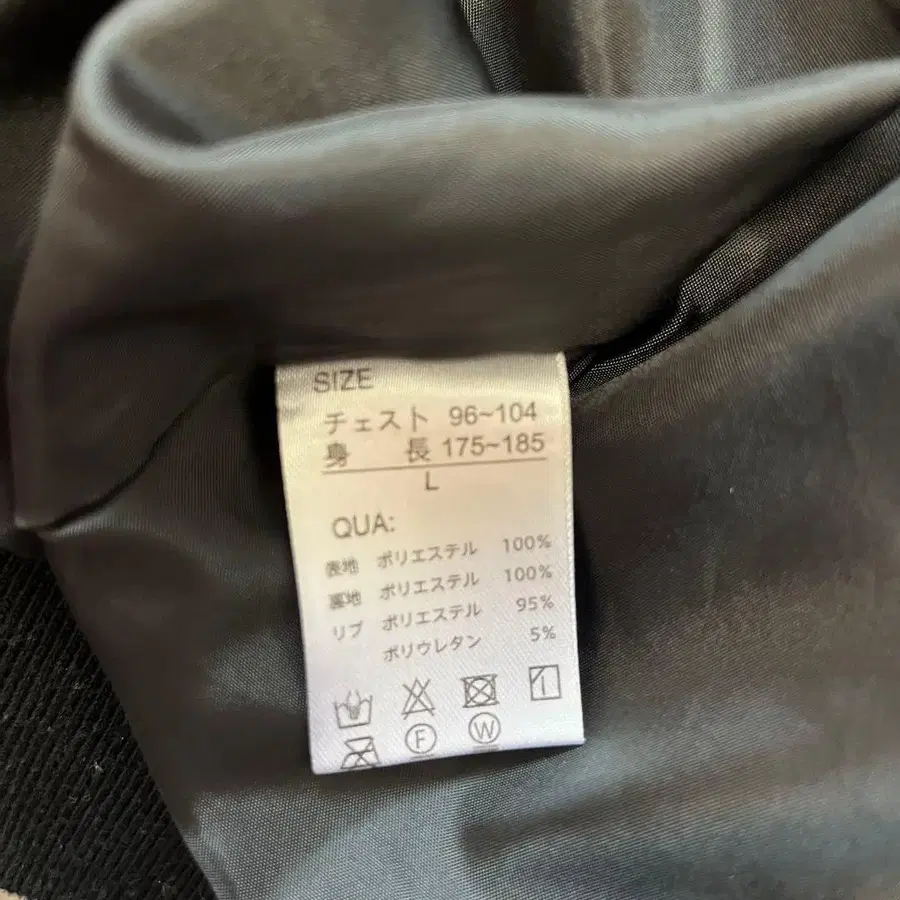 SIZE
チェスト 96~104
身 長 175~185
L
QUA:
表地 ポリエステル 100%
裏地 ポリエステル 100%
リブ ポリエステル 95%
ポリウレタン 5%
F W